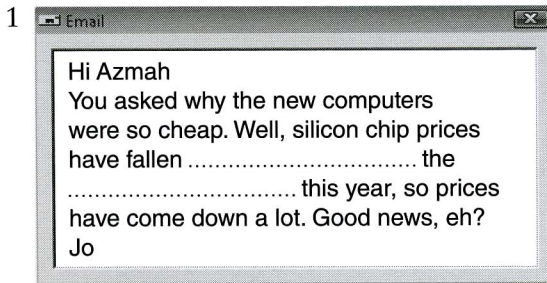 1
Email
Hi Azmah
You asked why the new computers
were so cheap. Well, silicon chip prices
have fallen .................................. the
.................................. this year, so prices
have come down a lot. Good news, eh?
Jo